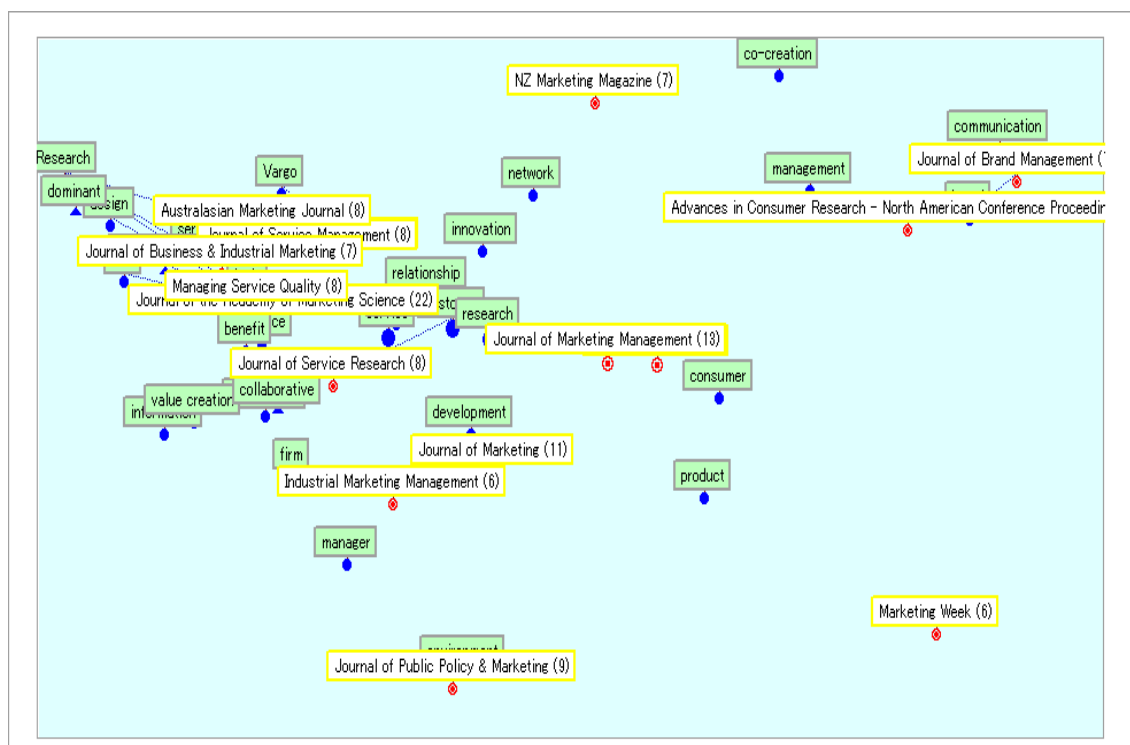 co-creation
NZ Marketing Magazine (7)
communication
Research
Journal of Brand Management (
Vargo
management
network
dominant
design
Australasian Marketing Journal (8)
Advances in Consumer Research - North American Conference Proceedin
innovation
Journal of Service Management (8)
Journal of Business & Industrial Marketing (7)
relationship
Managing Service Quality (8)
Journal of the Academy of Marketing Science (22)
research
benefit
Journal of Marketing Management (13)
Journal of Service Research (8)
consumer
collaborative
value creation
information
development
Journal of Marketing (11)
firm
Industrial Marketing Management (6)
product
manager
Marketing Week (6)
environment
Journal of Public Policy & Marketing (9)